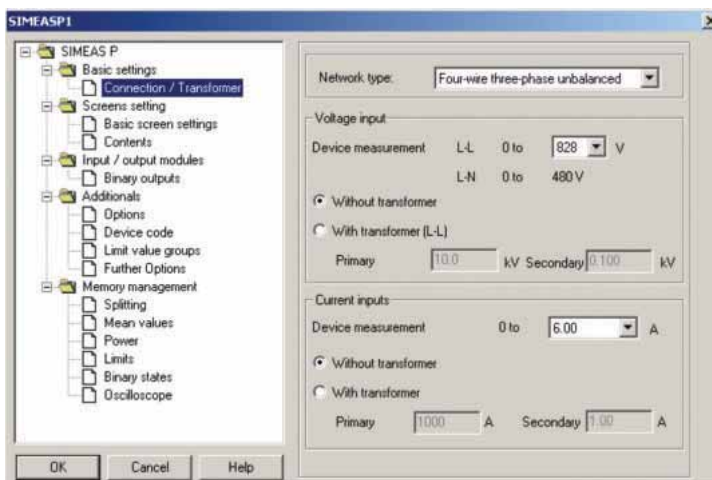 SIMEASP1
SIMEAS P
Basic settings
Connection / Transformer
Screens setting
Basic screen settings
Contents
Input / output modules
Binary outputs
Additionals
Options
Device code
Limit value groups
Further Options
Memory management
Splitting
Mean values
Power
Limits
Binary states
Oscilloscope
OK Cancel Help
Network type: Four-wire three-phase unbalanced
Voltage input
Device measurement L-L 0 to 828 V
L-N 0 to 480 V
Without transformer
With transformer (L-L)
Primary 10.0 kV Secondary 0.100 kV
Current inputs
Device measurement 0 to 6.00 A
Without transformer
With transformer
Primary 1000 A Secondary 1.00 A